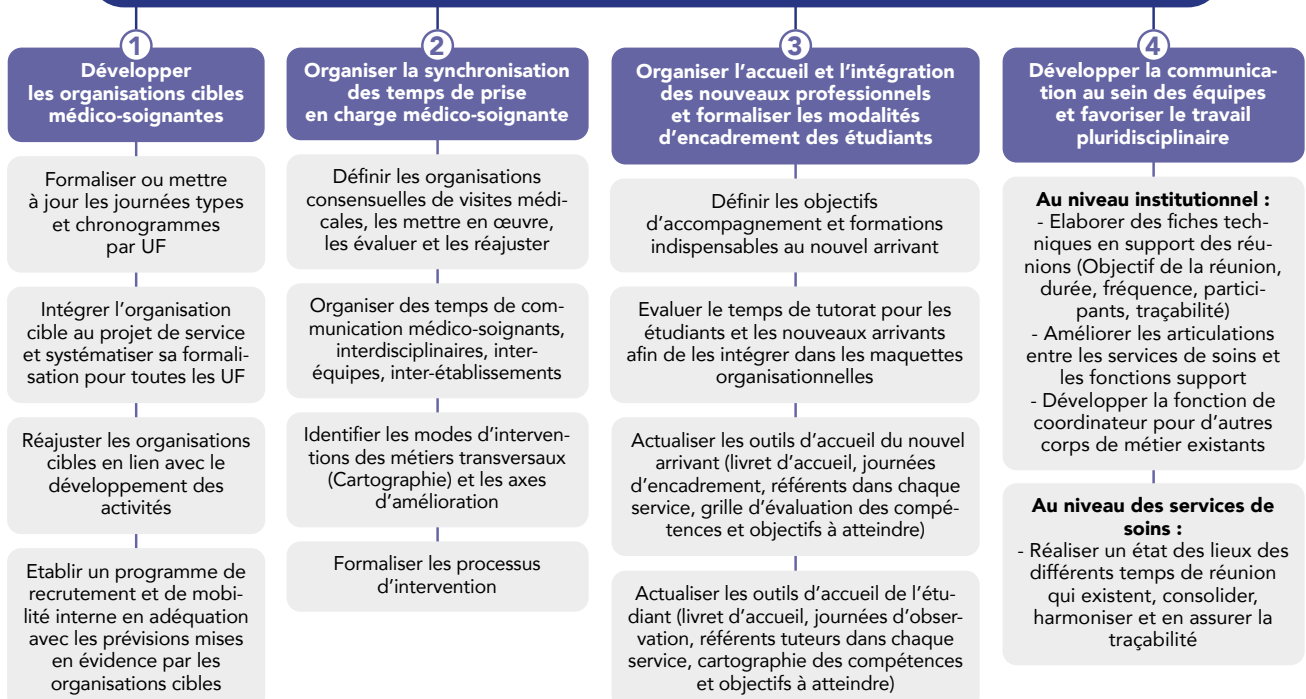 1
Développer
les organisations cibles
médico-soignantes
Formaliser ou mettre
à jour les journées types
et chronogrammes
par UF
Intégrer l'organisation
cible au projet de service
et systématiser sa formali-
sation pour toutes les UF
Réajuster les organisations
cibles en lien avec le
développement des
activités
Etablir un programme de
recrutement et de mobi-
lité interne en adéquation
avec les prévisions mises
en évidence par les
organisations cibles
2
Organiser la synchronisation
des temps de prise
en charge médico-soignante
Définir les organisations
consensuelles de visites médi-
cales, les mettre en œuvre,
les évaluer et les réajuster
Organiser des temps de com-
munication médico-soignants,
interdisciplinaires, inter-
équipes, inter-établissements
Identifier les modes d'interven-
tions des métiers transversaux
(Cartographie) et les axes
d'amélioration
Formaliser les processus
d'intervention
3
Organiser l'accueil et l'intégration
des nouveaux professionnels
et formaliser les modalités
d'encadrement des étudiants
Définir les objectifs
d'accompagnement et formations
indispensables au nouvel arrivant
Evaluer le temps de tutorat pour les
étudiants et les nouveaux arrivants
afin de les intégrer dans les maquettes
organisationnelles
Actualiser les outils d'accueil du nouvel
arrivant (livret d'accueil, journées
d'encadrement, référents dans chaque
service, grille d'évaluation des compé-
tences et objectifs à atteindre)
Actualiser les outils d'accueil de l'étu-
diant (livret d'accueil, journées d'obser-
vation, référents tuteurs dans chaque
service, cartographie des compétences
et objectifs à atteindre)
4
Développer la communica-
tion au sein des équipes
et favoriser le travail
pluridisciplinaire
Au niveau institutionnel :
- Elaborer des fiches tech-
niques en support des réu-
nions (Objectif de la réunion,
durée, fréquence, partici-
pants, traçabilité)
- Améliorer les articulations
entre les services de soins et
les fonctions support
- Développer la fonction de
coordinateur pour d'autres
corps de métier existants
Au niveau des services de
soins :
- Réaliser un état des lieux des
différents temps de réunion
qui existent, consolider,
harmoniser et en assurer la
traçabilité